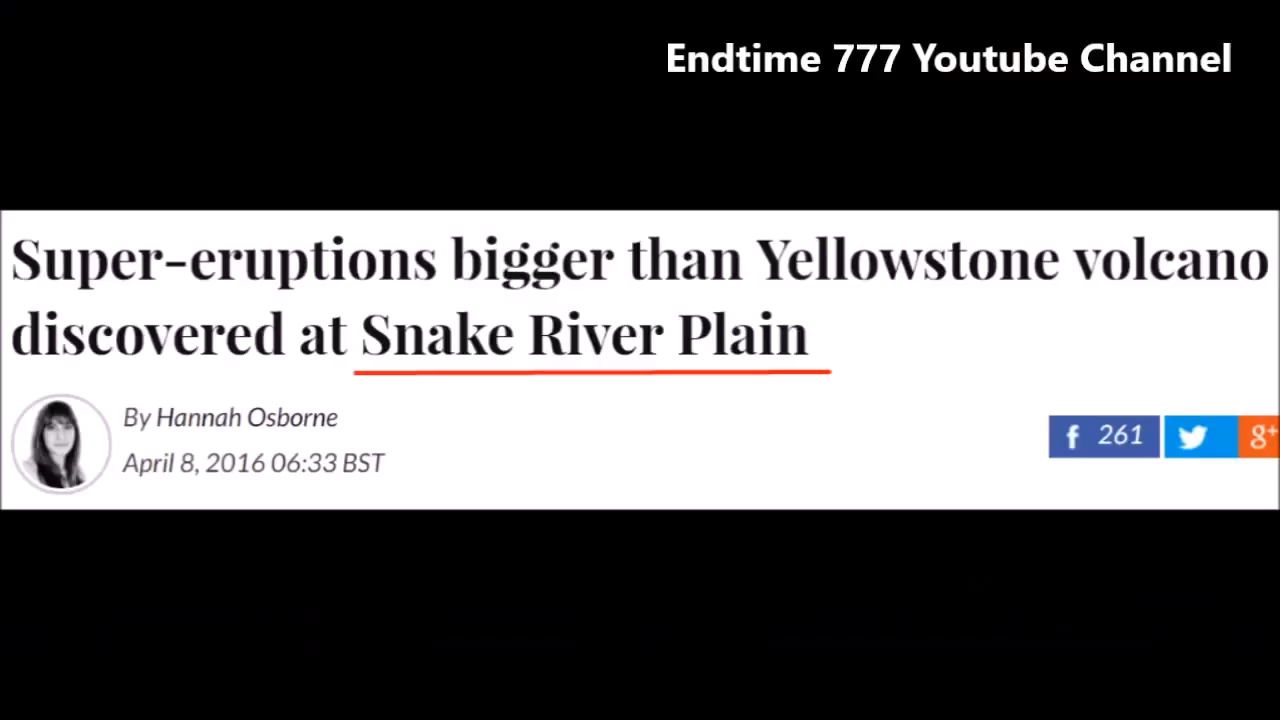 Endtime 777 Youtube Channel
Super-eruptions bigger than Yellowstone volcano
discovered at Snake River Plain
By Hannah Osborne
April 8, 2016 06:33 BST
f 261
g+